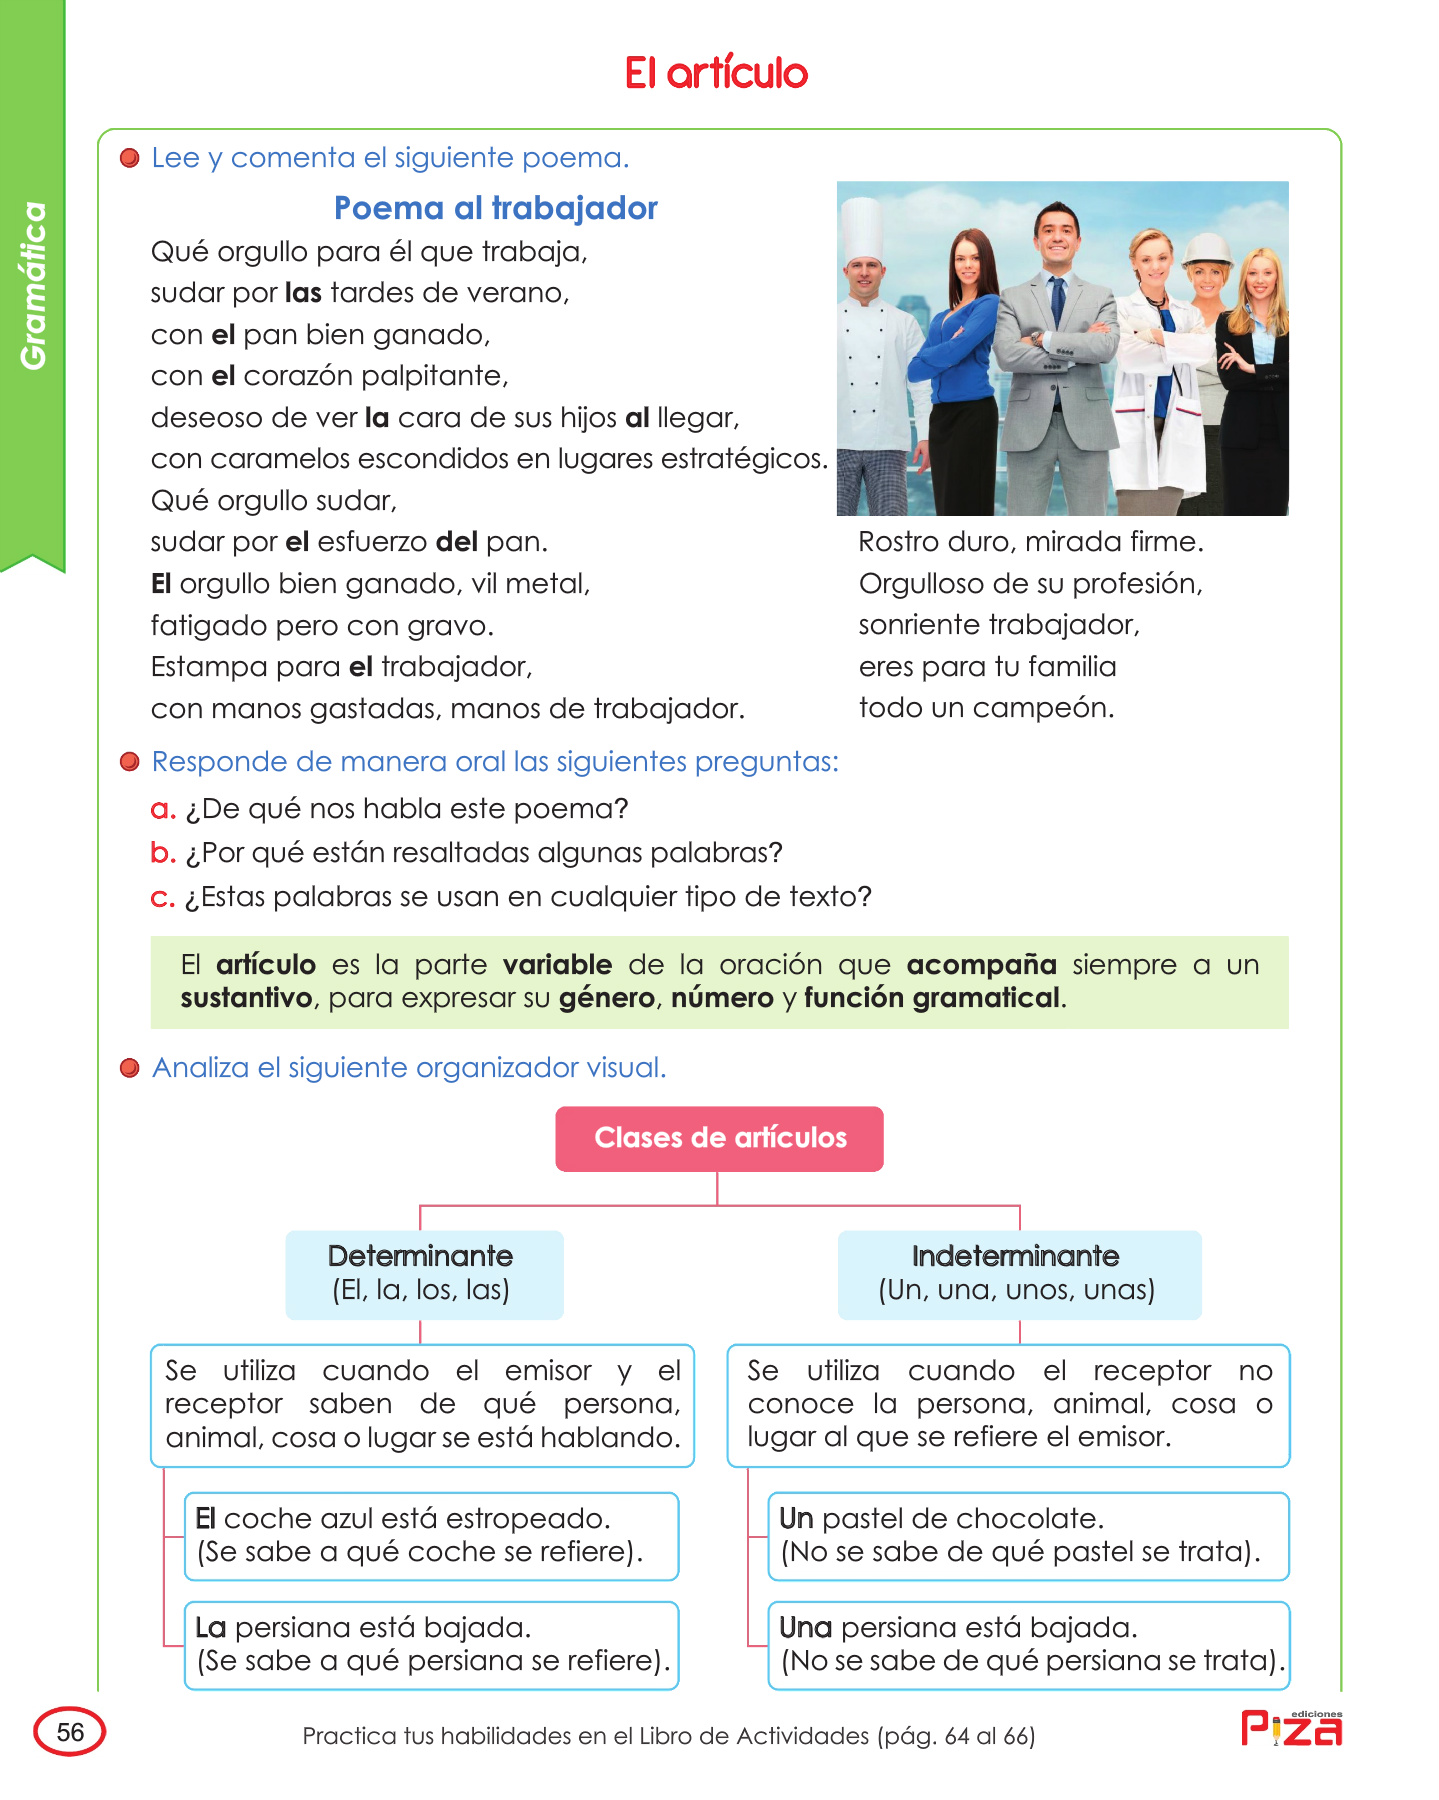 El artículo
Gramática
Lee y comenta el siguiente poema.
Poema al trabajador
Qué orgullo para él que trabaja,
sudar por las tardes de verano,
con el pan bien ganado,
con el corazón palpitante,
deseoso de ver la cara de sus hijos al llegar,
con caramelos escondidos en lugares estratégicos.
Qué orgullo sudar,
sudar por el esfuerzo del pan.
El orgullo bien ganado, vil metal,
fatigado pero con gravo.
Estampa para el trabajador,
con manos gastadas, manos de trabajador.
Rostro duro, mirada firme.
Orgulloso de su profesión,
sonriente trabajador,
eres para tu familia
todo un campeón.
Responde de manera oral las siguientes preguntas:
a. ¿De qué nos habla este poema?
b. ¿Por qué están resaltadas algunas palabras?
c. ¿Estas palabras se usan en cualquier tipo de texto?
El artículo es la parte variable de la oración que acompaña siempre a un
sustantivo, para expresar su género, número y función gramatical.
Analiza el siguiente organizador visual.
Clases de artículos
Determinante
(El, la, los, las)
Se utiliza cuando el emisor y el
receptor saben de qué persona,
animal, cosa o lugar se está hablando.
El coche azul está estropeado.
(Se sabe a qué coche se refiere).
La persiana está bajada.
(Se sabe a qué persiana se refiere).
Indeterminante
(Un, una, unos, unas)
Se utiliza cuando el receptor no
conoce la persona, animal, cosa o
lugar al que se refiere el emisor.
Un pastel de chocolate.
(No se sabe de qué pastel se trata).
Una persiana está bajada.
(No se sabe de qué persiana se trata).
56
Practica tus habilidades en el Libro de Actividades (pág. 64 al 66)
ediciones
Piza